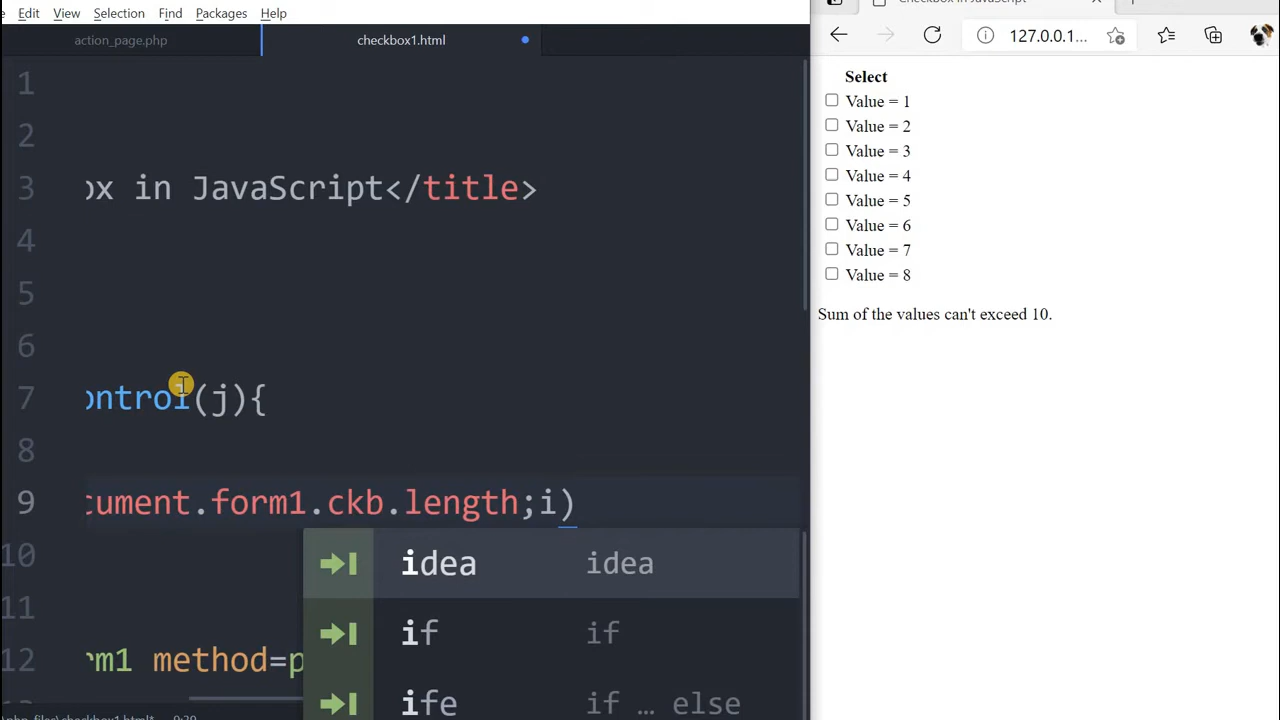 Edit View Selection Find Packages Help
action_page.php checkbox1.html
1
2
3 ox in JavaScript</title>
4
5
6
7 ontrol(j){
8
9 cument.form1.ckb.length;i)
10
11
12 rm1 method=p
idea idea
if if
ife if … else
127.0.0.1...
Select
Value = 1
Value = 2
Value = 3
Value = 4
Value = 5
Value = 6
Value = 7
Value = 8
Sum of the values can't exceed 10.